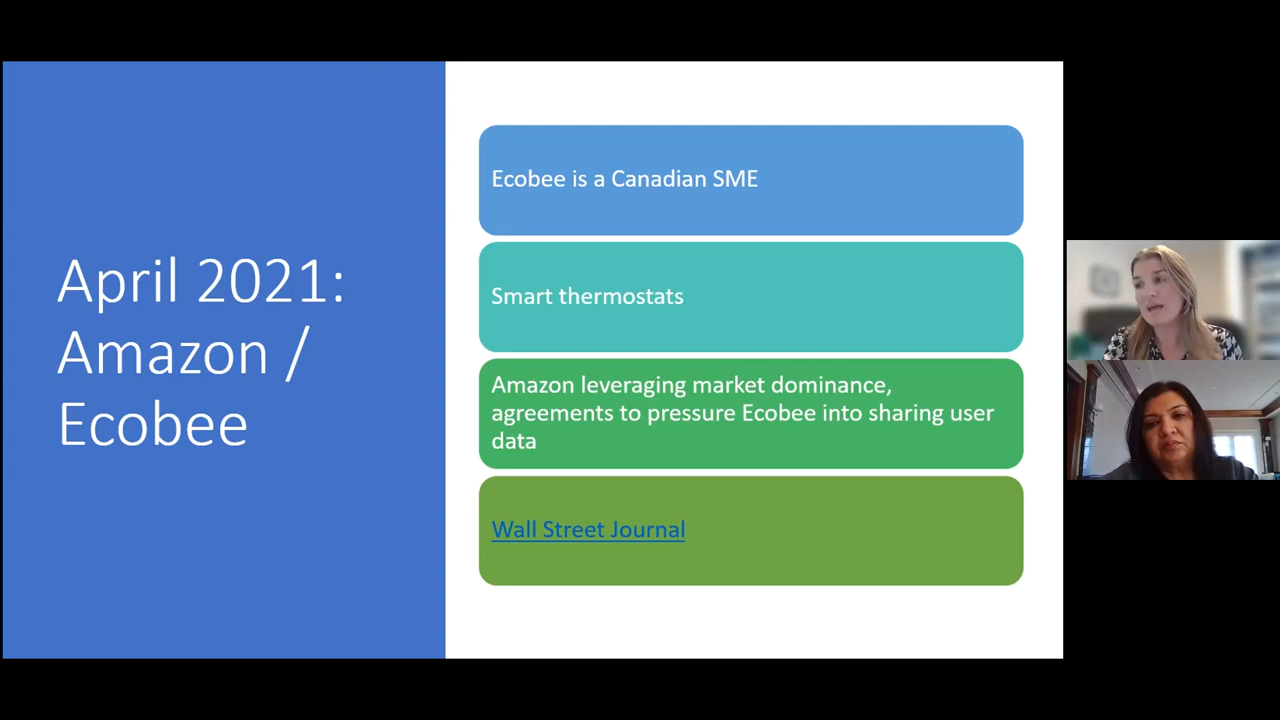 April 2021:
Amazon /
Ecobee
Ecobee is a Canadian SME
Smart thermostats
Amazon leveraging market dominance,
agreements to pressure Ecobee into sharing user
data
Wall Street Journal